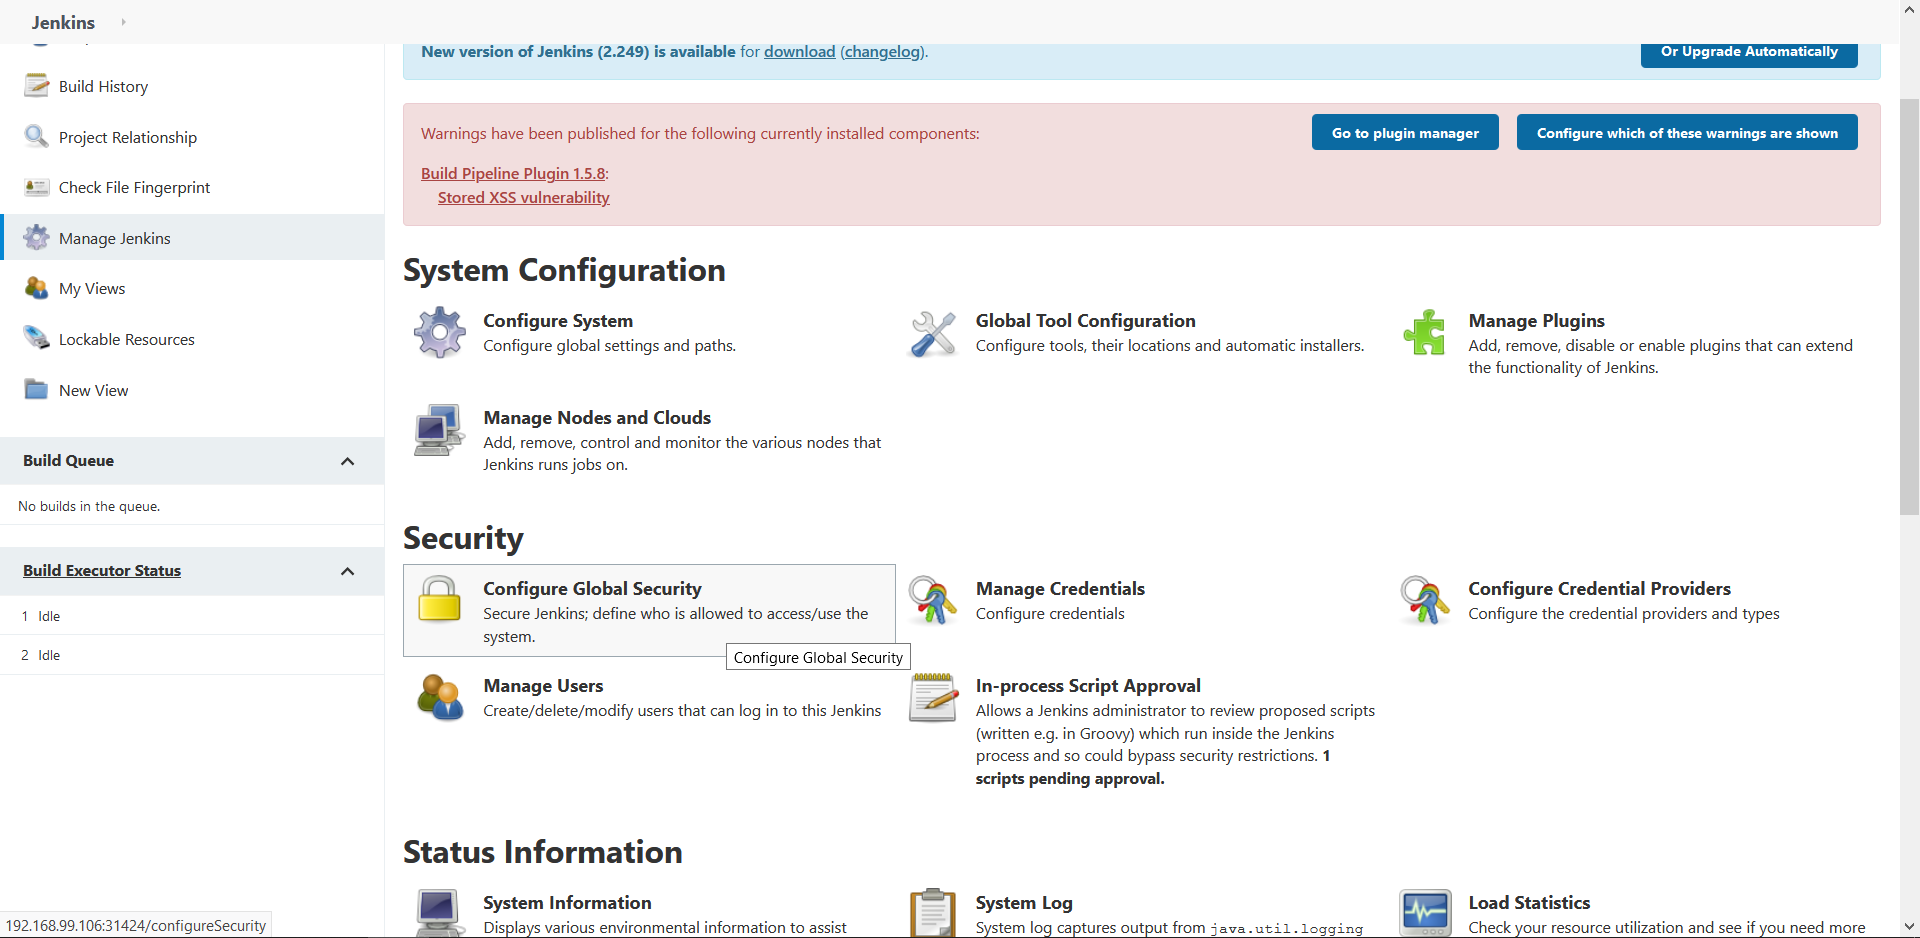 Jenkins
Build History
Project Relationship
Check File Fingerprint
Manage Jenkins
My Views
Lockable Resources
New View
Build Queue
No builds in the queue.
Build Executor Status
1 Idle
2 Idle
New version of Jenkins (2.249) is available for download (changelog).
Or Upgrade Automatically
Warnings have been published for the following currently installed components:
Go to plugin manager
Configure which of these warnings are shown
Build Pipeline Plugin 1.5.8:
Stored XSS vulnerability
System Configuration
Configure System
Configure global settings and paths.
Global Tool Configuration
Configure tools, their locations and automatic installers.
Manage Plugins
Add, remove, disable or enable plugins that can extend
the functionality of Jenkins.
Manage Nodes and Clouds
Add, remove, control and monitor the various nodes that
Jenkins runs jobs on.
Security
Configure Global Security
Secure Jenkins; define who is allowed to access/use the
system.
Configure Global Security
Manage Credentials
Configure credentials
Configure Credential Providers
Configure the credential providers and types
Manage Users
Create/delete/modify users that can log in to this Jenkins
In-process Script Approval
Allows a Jenkins administrator to review proposed scripts
(written e.g. in Groovy) which run inside the Jenkins
process and so could bypass security restrictions. 1
scripts pending approval.
Status Information
System Information
Displays various environmental information to assist
System Log
System log captures output from java.util.logging
Load Statistics
Check your resource utilization and see if you need more
192.168.99.106:31424/configureSecurity